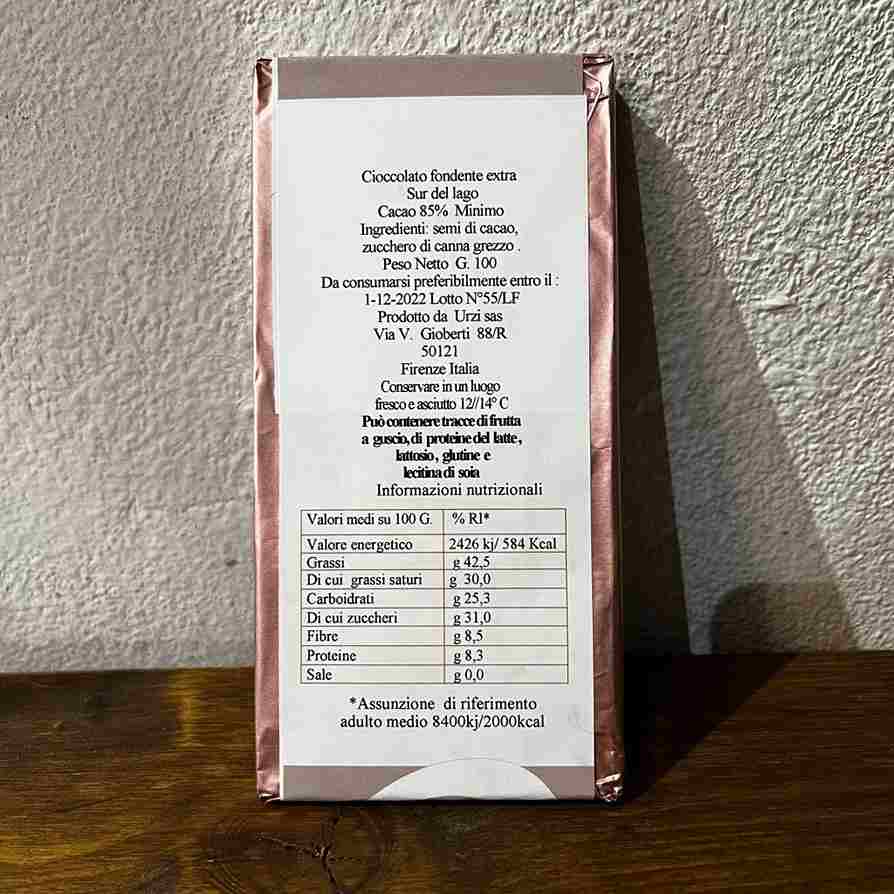 Cioccolato fondente extra
Sur del lago
Cacao 85% Minimo
Ingredienti: semi di cacao,
zucchero di canna grezzo .
Peso Netto G. 100
Da consumarsi preferibilmente entro il :
1-12-2022 Lotto N°55/LF
Prodotto da Urzi sas
Via V. Gioberti 88/R
50121
Firenze Italia
Conservare in un luogo
fresco e asciutto 12//14° C
Può contenere tracce di frutta
a guscio, di proteine del latte,
lattosio, glutine e
lecitina di soia
Informazioni nutrizionali
Valori medi su 100 G. % RI*
Valore energetico 2426 kj/ 584 Kcal
Grassi g 42,5
Di cui grassi saturi g 30,0
Carboidrati g 25,3
Di cui zuccheri g 31,0
Fibre g 8,5
Proteine g 8,3
Sale g 0,0
*Assunzione di riferimento
adulto medio 8400kj/2000kcal